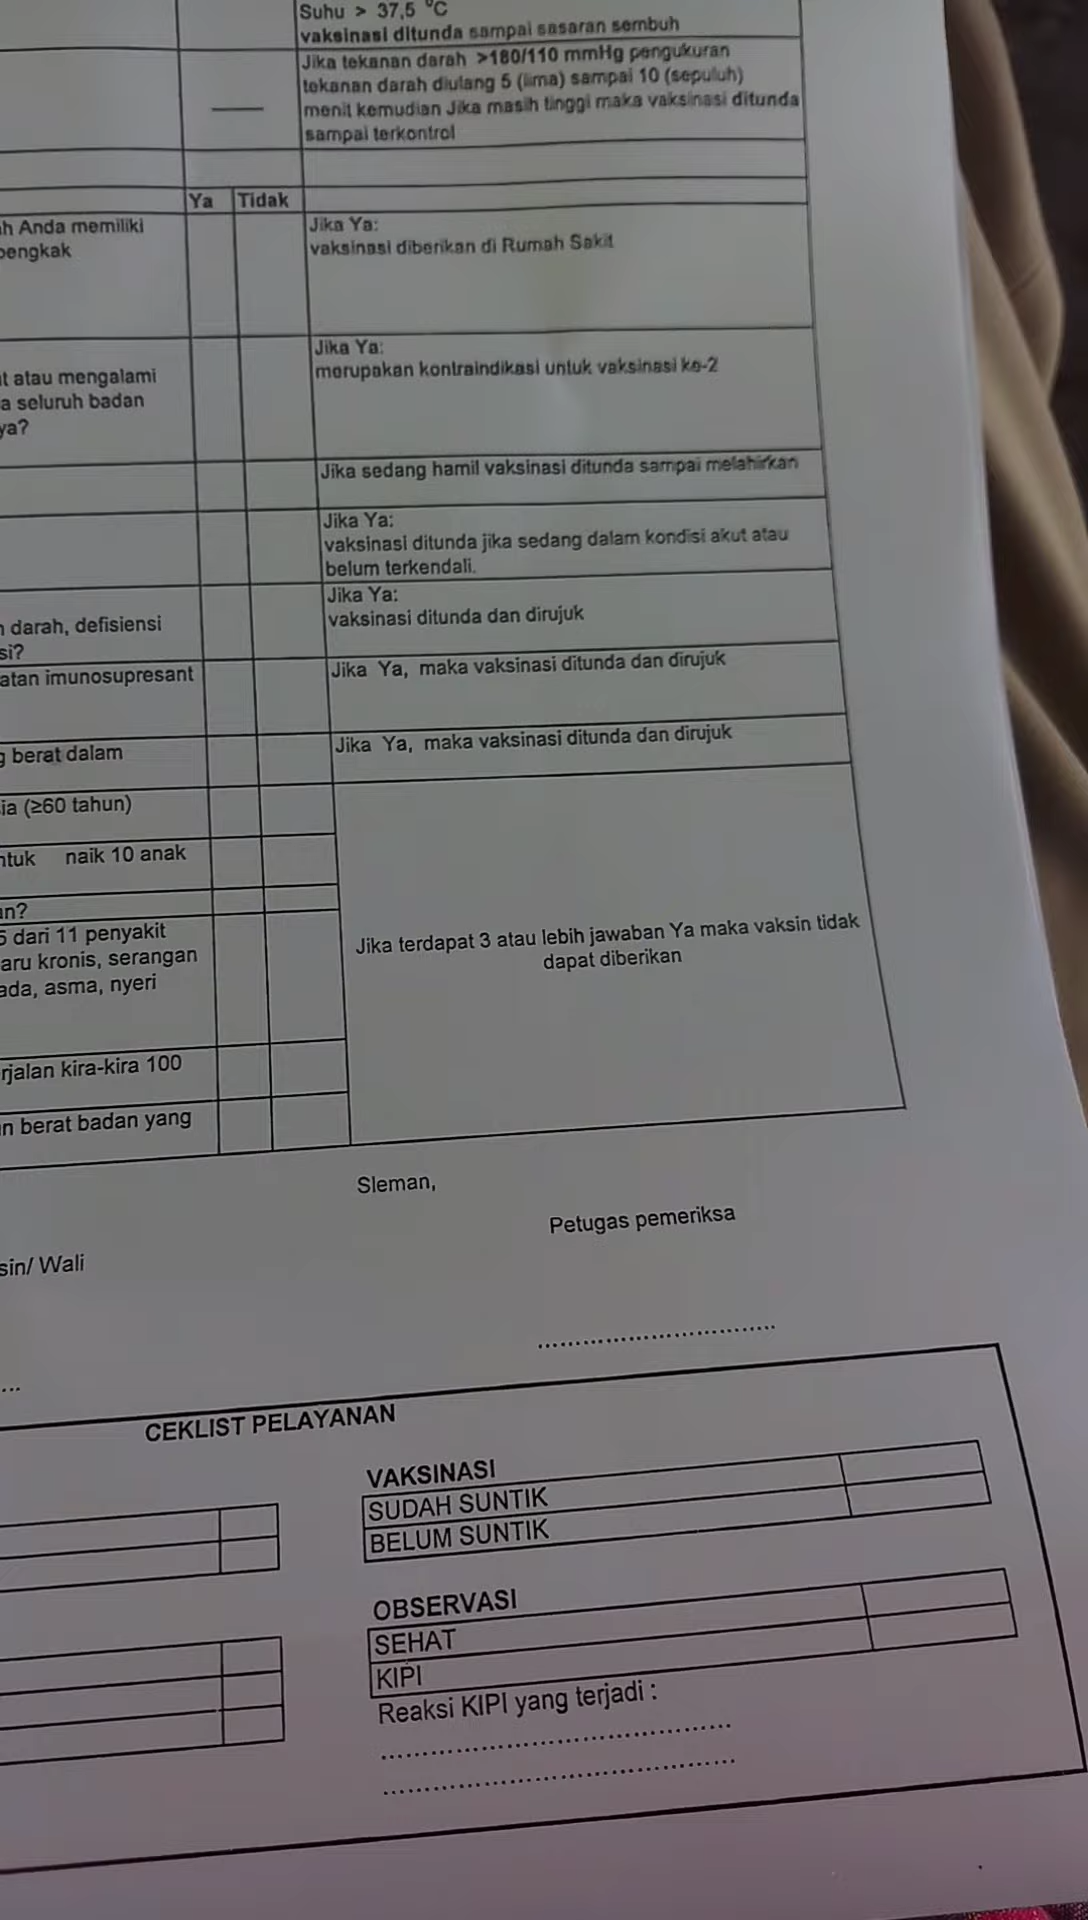 Suhu > 37,5 °C
vaksinasi ditunda sampai sasaran sembuh
Jika tekanan darah >180/110 mmHg pengukuran
tekanan darah diulang 5 (lima) sampai 10 (sepuluh)
menit kemudian Jika masih tinggi maka vaksinasi ditunda
sampai terkontrol
Ya Tidak
ah Anda memiliki
bengkak
Jika Ya:
vaksinasi diberikan di Rumah Sakit
at atau mengalami
a seluruh badan
ya?
Jika Ya:
merupakan kontraindikasi untuk vaksinasi ke-2
Jika sedang hamil vaksinasi ditunda sampai melahirkan
Jika Ya:
vaksinasi ditunda jika sedang dalam kondisi akut atau
belum terkendali.
n darah, defisiensi
si?
Jika Ya:
vaksinasi ditunda dan dirujuk
atan imunosupresant
Jika Ya, maka vaksinasi ditunda dan dirujuk
g berat dalam
Jika Ya, maka vaksinasi ditunda dan dirujuk
ia (≥60 tahun)
ntuk naik 10 anak
an?
5 dari 11 penyakit
aru kronis, serangan
ada, asma, nyeri
rjalan kira-kira 100
an berat badan yang
Jika terdapat 3 atau lebih jawaban Ya maka vaksin tidak
dapat diberikan
Sleman,
Petugas pemeriksa
sin/ Wali
CEKLIST PELAYANAN
VAKSINASI
SUDAH SUNTIK
BELUM SUNTIK
OBSERVASI
SEHAT
KIPI
Reaksi KIPI yang terjadi :